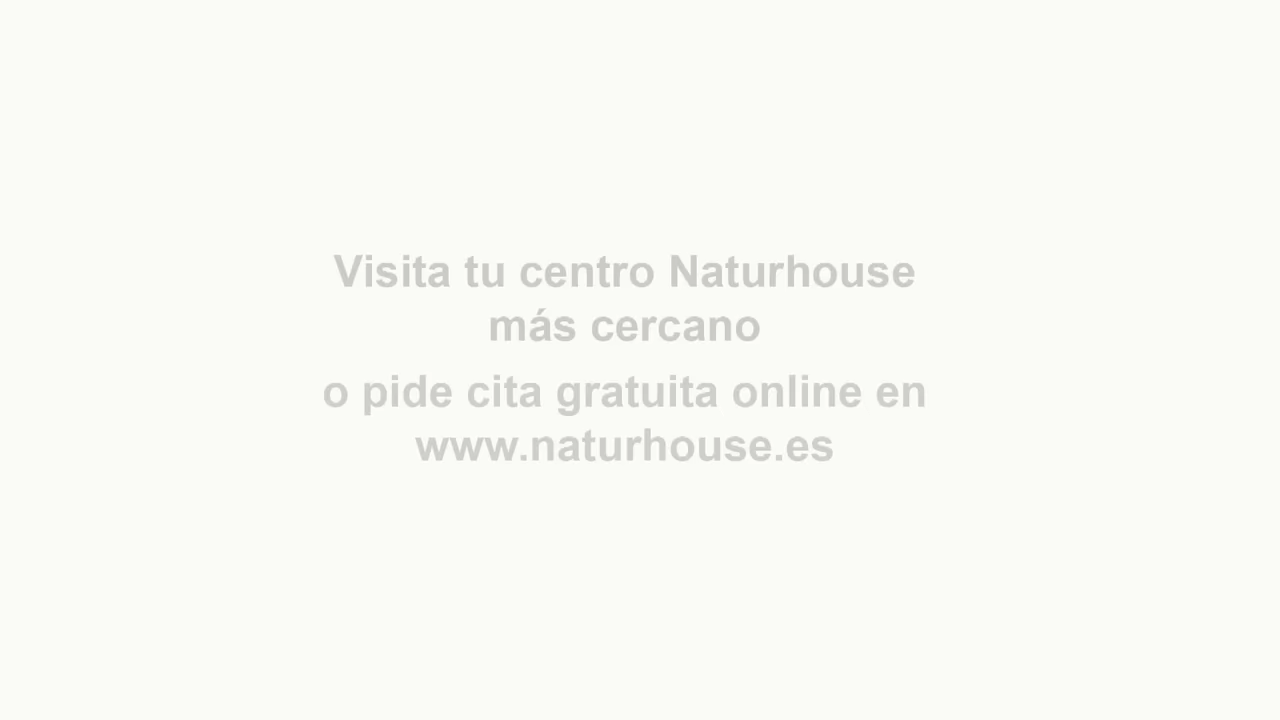 Visita tu centro Naturhouse
más cercano
o pide cita gratuita online en
www.naturhouse.es